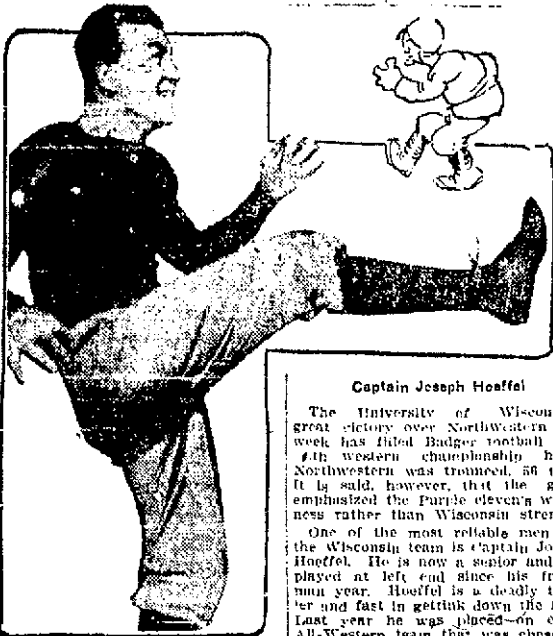 Captain Joseph Hoeffel
The University of Wiscon
great victory over Northwestern
week has filled Badger football
with western championship h
Northwestern was trounced, 56 t
It is said, however, that the g
emphasized the Purple eleven's w
ness rather than Wisconsin stren
One of the most reliable men
the Wisconsin team is Captain Jo
Hoeffel. He is now a senior and
played at left end since his
man year. Hoeffel is a deadly t
er and fast in gettink down the
Last year he was placed on
All-Western team that was